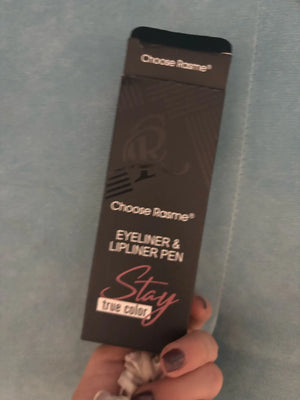 Choose Rasme®
Choose Rasme®
EYELINER &
LIPLINER PEN
Stay
true color